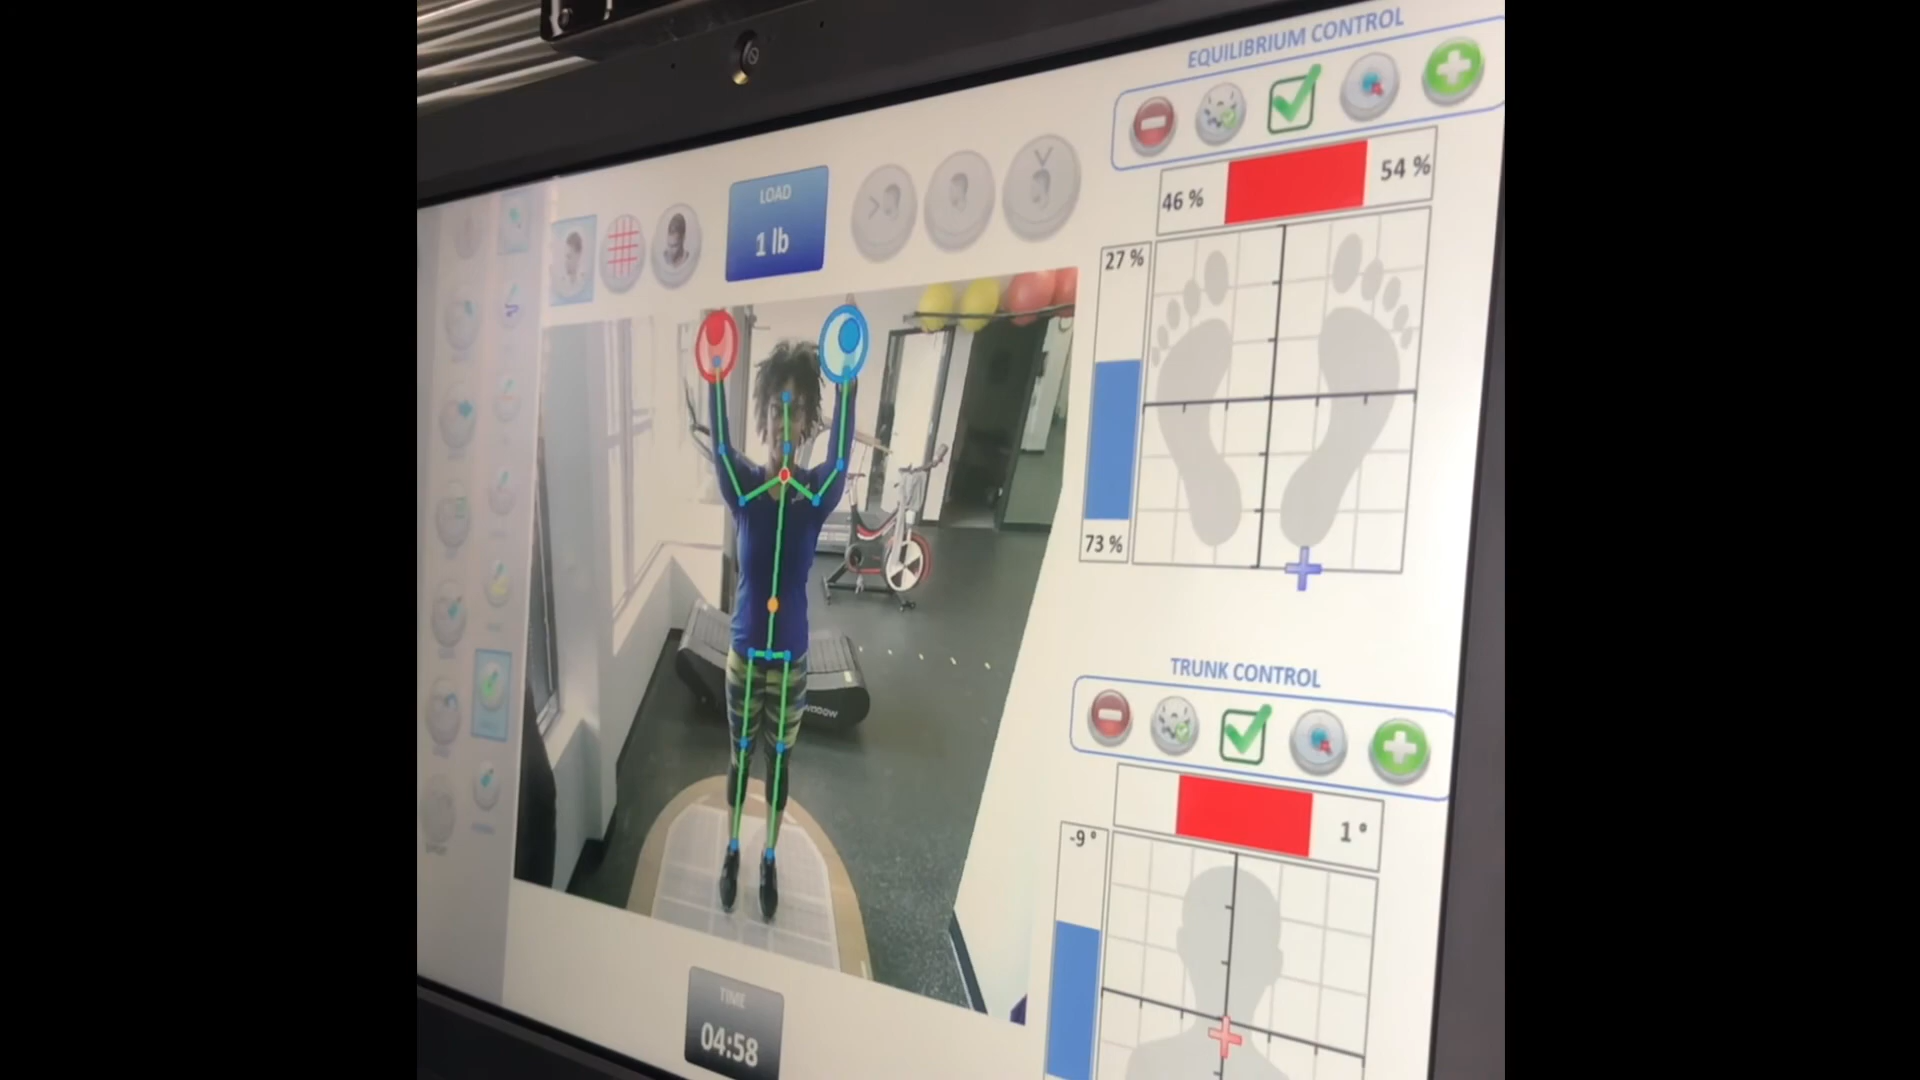 EQUILIBRIUM CONTROL
LOAD
1 lb
46 %
54 %
27 %
73 %
TRUNK CONTROL
1 °
-9 °
TIME
04:58